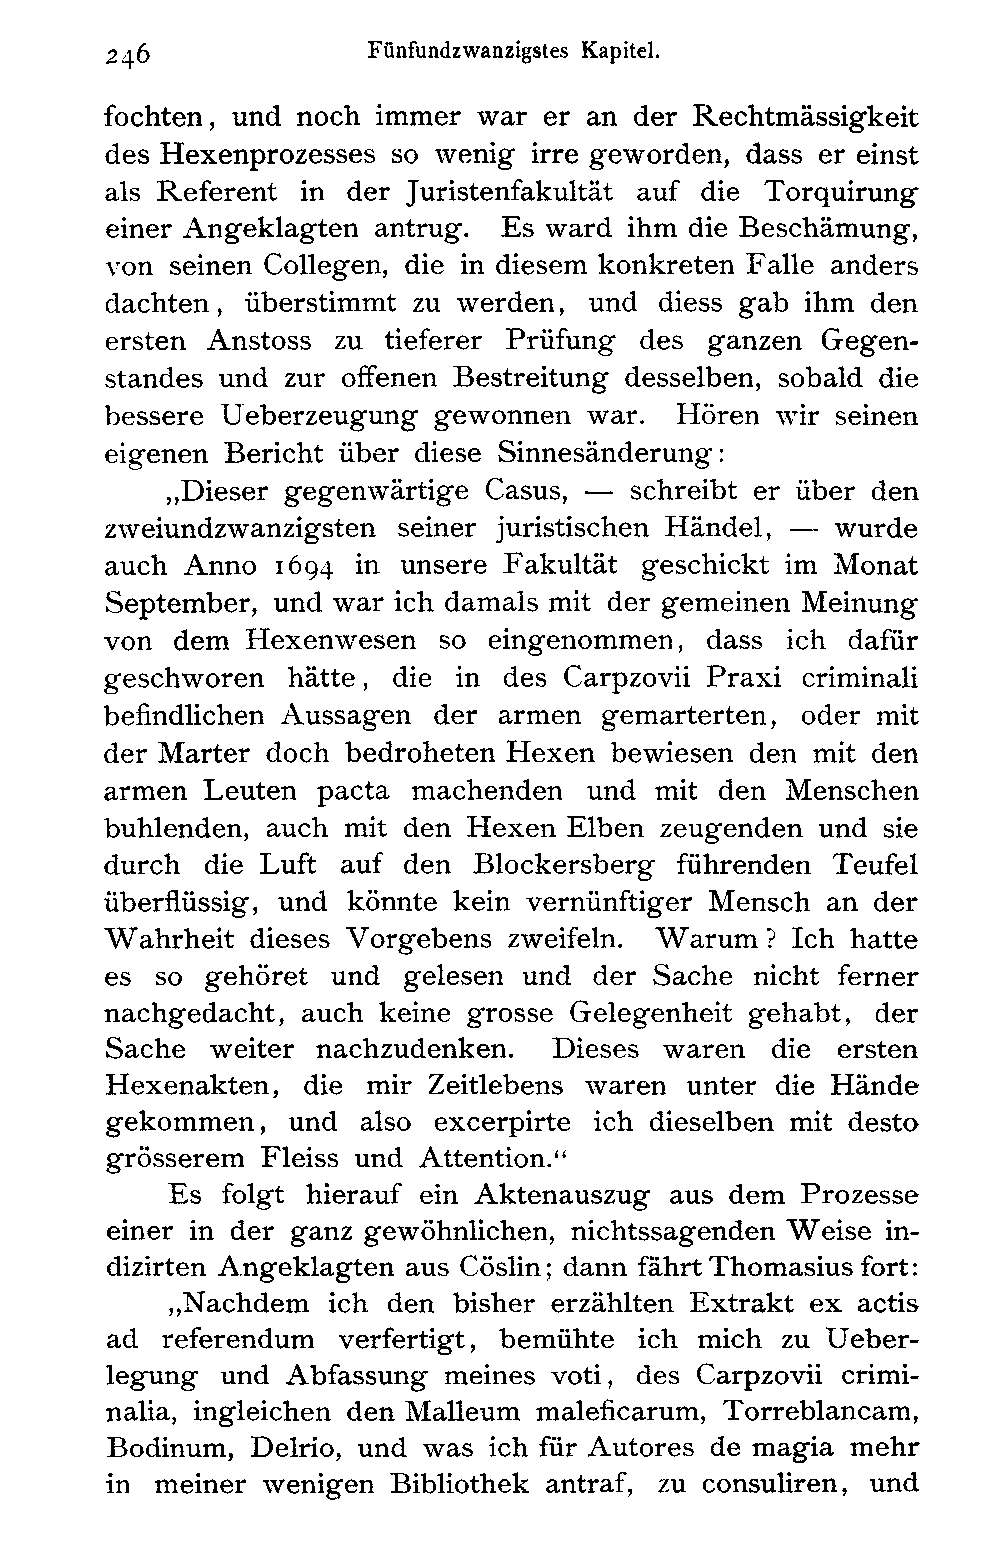 246 Fünfundzwanzigstes Kapitel.
fochten, und noch immer war er an der Rechtmässigkeit
des Hexenprozesses so wenig irre geworden, dass er einst
als Referent in der Juristenfakultät auf die Torquirung
einer Angeklagten antrug. Es ward ihm die Beschämung,
von seinen Collegen, die in diesem konkreten Falle anders
dachten, überstimmt zu werden, und diess gab ihm den
ersten Anstoss zu tieferer Prüfung des ganzen Gegen-
standes und zur offenen Bestreitung desselben, sobald die
bessere Ueberzeugung gewonnen war. Hören wir seinen
eigenen Bericht über diese Sinnesänderung:
„Dieser gegenwärtige Casus, — schreibt er über den
zweiundzwanzigsten seiner juristischen Händel, — wurde
auch Anno 1694 in unsere Fakultät geschickt im Monat
September, und war ich damals mit der gemeinen Meinung
von dem Hexenwesen so eingenommen, dass ich dafür
geschworen hätte, die in des Carpzovii Praxi criminali
befindlichen Aussagen der armen gemarterten, oder mit
der Marter doch bedroheten Hexen bewiesen den mit den
armen Leuten pacta machenden und mit den Menschen
buhlenden, auch mit den Hexen Elben zeugenden und sie
durch die Luft auf den Blockersberg führenden Teufel
überflüssig, und könnte kein vernünftiger Mensch an der
Wahrheit dieses Vorgebens zweifeln. Warum? Ich hatte
es so gehöret und gelesen und der Sache nicht ferner
nachgedacht, auch keine grosse Gelegenheit gehabt, der
Sache weiter nachzudenken. Dieses waren die ersten
Hexenakten, die mir Zeitlebens waren unter die Hände
gekommen, und also excerpirte ich dieselben mit desto
grösserem Fleiss und Attention.“
Es folgt hierauf ein Aktenauszug aus dem Prozesse
einer in der ganz gewöhnlichen, nichtssagenden Weise in-
dizirten Angeklagten aus Cöslin; dann fährt Thomasius fort:
„Nachdem ich den bisher erzählten Extrakt ex actis
ad referendum verfertigt, bemühte ich mich zu Ueber-
legung und Abfassung meines voti, des Carpzovii crimi-
nalia, ingleichen den Malleum maleficarum, Torreblancam,
Bodinum, Delrio, und was ich für Autores de magia mehr
in meiner wenigen Bibliothek antraf, zu consuliren, und